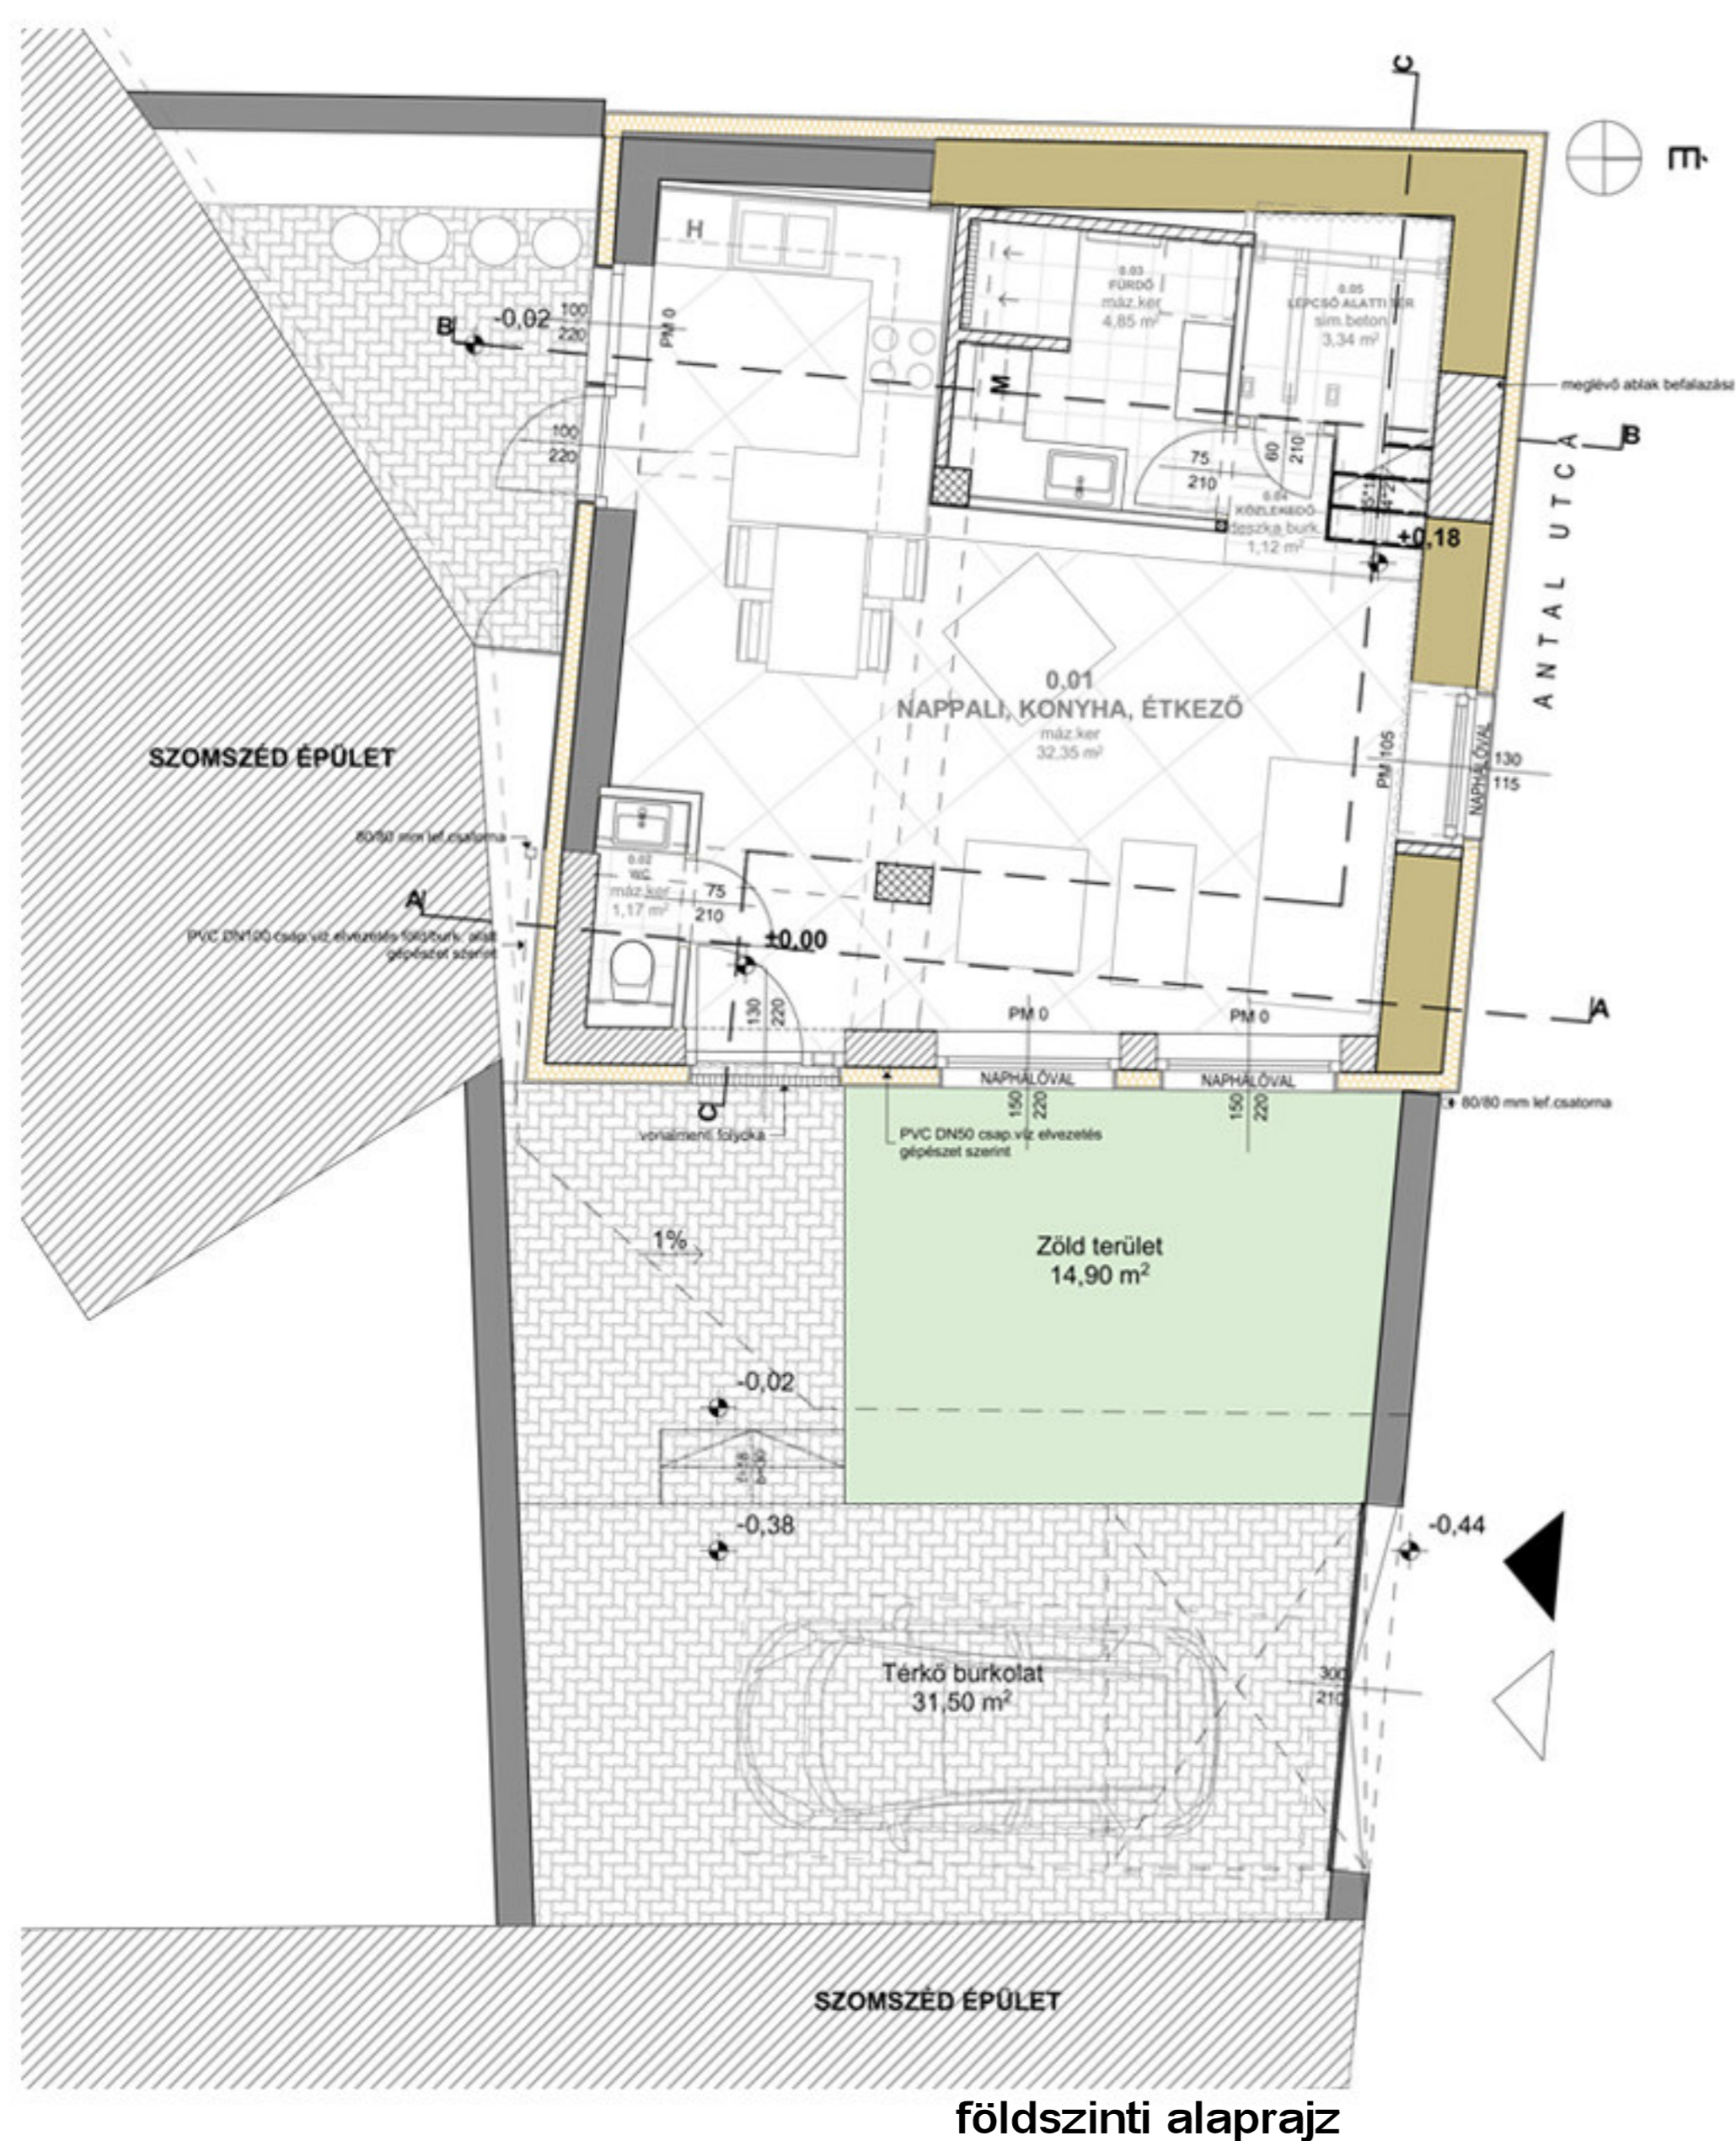 C
É
H
0.03
FÜRDŐ
máz.ker
4,85 m²
0.05
LÉPCSŐ ALATTI TÉR
sim.beton
3,34 m²
B
-0,02
100
220
PM 0
M
meglévő ablak befalazása
B
100
220
75
210
60
210
0.04
KÖZLEKEDŐ
deszka burk.
1,12 m²
+0,18
ANTAL UTCA
0.01
NAPPALI, KONYHA, ÉTKEZŐ
máz.ker
32,35 m²
SZOMSZÉD ÉPÜLET
PM 105
NAPHÁLÓVAL
130
115
80/80 mm lef.csatorna
0.02
WC
máz.ker
1,17 m²
75
210
A
PVC DN100 csap.víz elvezetés föld/burk. alatt
gépészet szerint
±0,00
130
220
PM 0
PM 0
A
NAPHÁLÓVAL
NAPHÁLÓVAL
150
220
150
220
C
80/80 mm lef.csatorna
vonalmenti folyóka
PVC DN50 csap.víz elvezetés
gépészet szerint
1%
Zöld terület
14,90 m²
-0,02
-0,38
-0,44
Térkő burkolat
31,50 m²
300
210
SZOMSZÉD ÉPÜLET
földszinti alaprajz